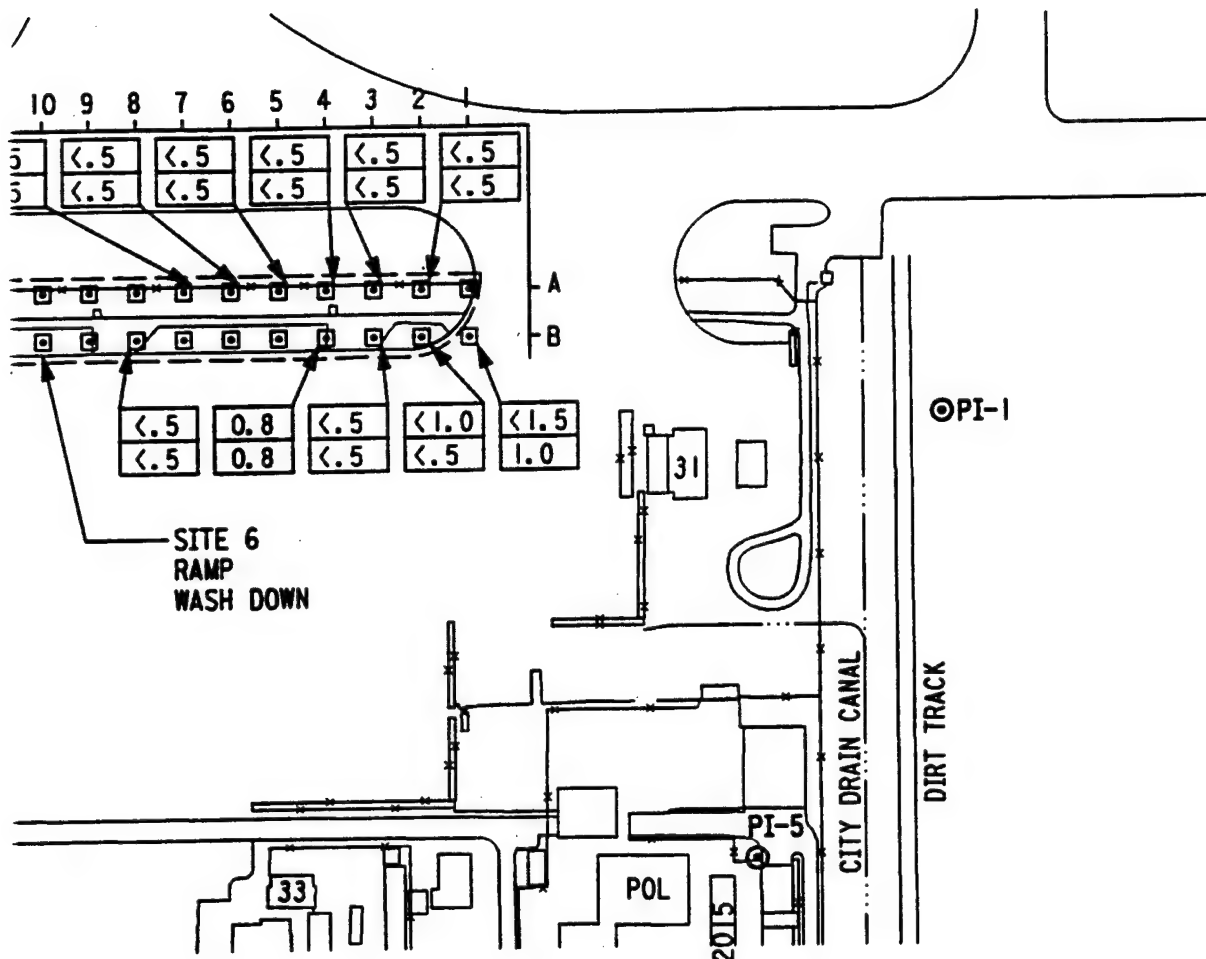 10 9 8 7 6 5 4 3 2 1
5 <.5 <.5 <.5 <.5 <.5
5 <.5 <.5 <.5 <.5 <.5
A
B
<.5 0.8 <.5 <1.0 <1.5
<.5 0.8 <.5 <.5 1.0
PI-1
31
SITE 6
RAMP
WASH DOWN
CITY DRAIN CANAL
DIRT TRACK
PI-5
33
POL
2015